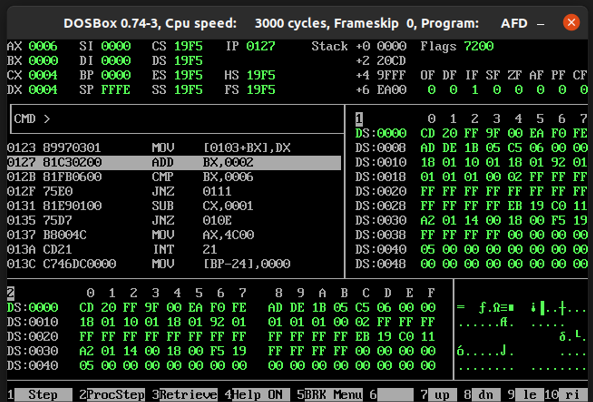 DOSBox 0.74-3, Cpu speed: 3000 cycles, Frameskip 0, Program: AFD
AX 0006 SI 0000 CS 19F5 IP 0127 Stack +0 0000 Flags 7200
BX 0000 DI 0000 DS 19F5 +2 20CD
CX 0004 BP 0000 ES 19F5 HS 19F5 +4 9FFF OF DF IF SF ZF AF PF CF
DX 0004 SP FFFE SS 19F5 FS 19F5 +6 EA00 0 0 1 0 0 0 0 0
CMD >
1 0 1 2 3 4 5 6 7
DS:0000 CD 20 FF 9F 00 EA F0 FE
0123 89970301 MOV [0103+BX],DX DS:0008 AD DE 1B 05 C5 06 00 00
0127 81C30200 ADD BX,0002 DS:0010 18 01 10 01 18 01 92 01
012B 81FB0600 CMP BX,0006 DS:0018 01 01 01 00 02 FF FF FF
012F 75E0 JNZ 0111 DS:0020 FF FF FF FF FF FF FF FF
0131 81E90100 SUB CX,0001 DS:0028 FF FF FF FF EB 19 C0 11
0135 75D7 JNZ 010E DS:0030 A2 01 14 00 18 00 F5 19
0137 B8004C MOV AX,4C00 DS:0038 FF FF FF FF 00 00 00 00
013A CD21 INT 21 DS:0040 05 00 00 00 00 00 00 00
013C C746DC0000 MOV [BP-24],0000 DS:0048 00 00 00 00 00 00 00 00
2 0 1 2 3 4 5 6 7 8 9 A B C D E F
DS:0000 CD 20 FF 9F 00 EA F0 FE AD DE 1B 05 C5 06 00 00
DS:0010 18 01 10 01 18 01 92 01 01 01 01 00 02 FF FF FF
DS:0020 FF FF FF FF FF FF FF FF FF FF FF FF EB 19 C0 11
DS:0030 A2 01 14 00 18 00 F5 19 FF FF FF FF 00 00 00 00
DS:0040 05 00 00 00 00 00 00 00 00 00 00 00 00 00 00 00
1 Step 2 ProcStep 3 Retrieve 4 Help ON 5 BRK Menu 6 7 up 8 dn 9 le 10 ri